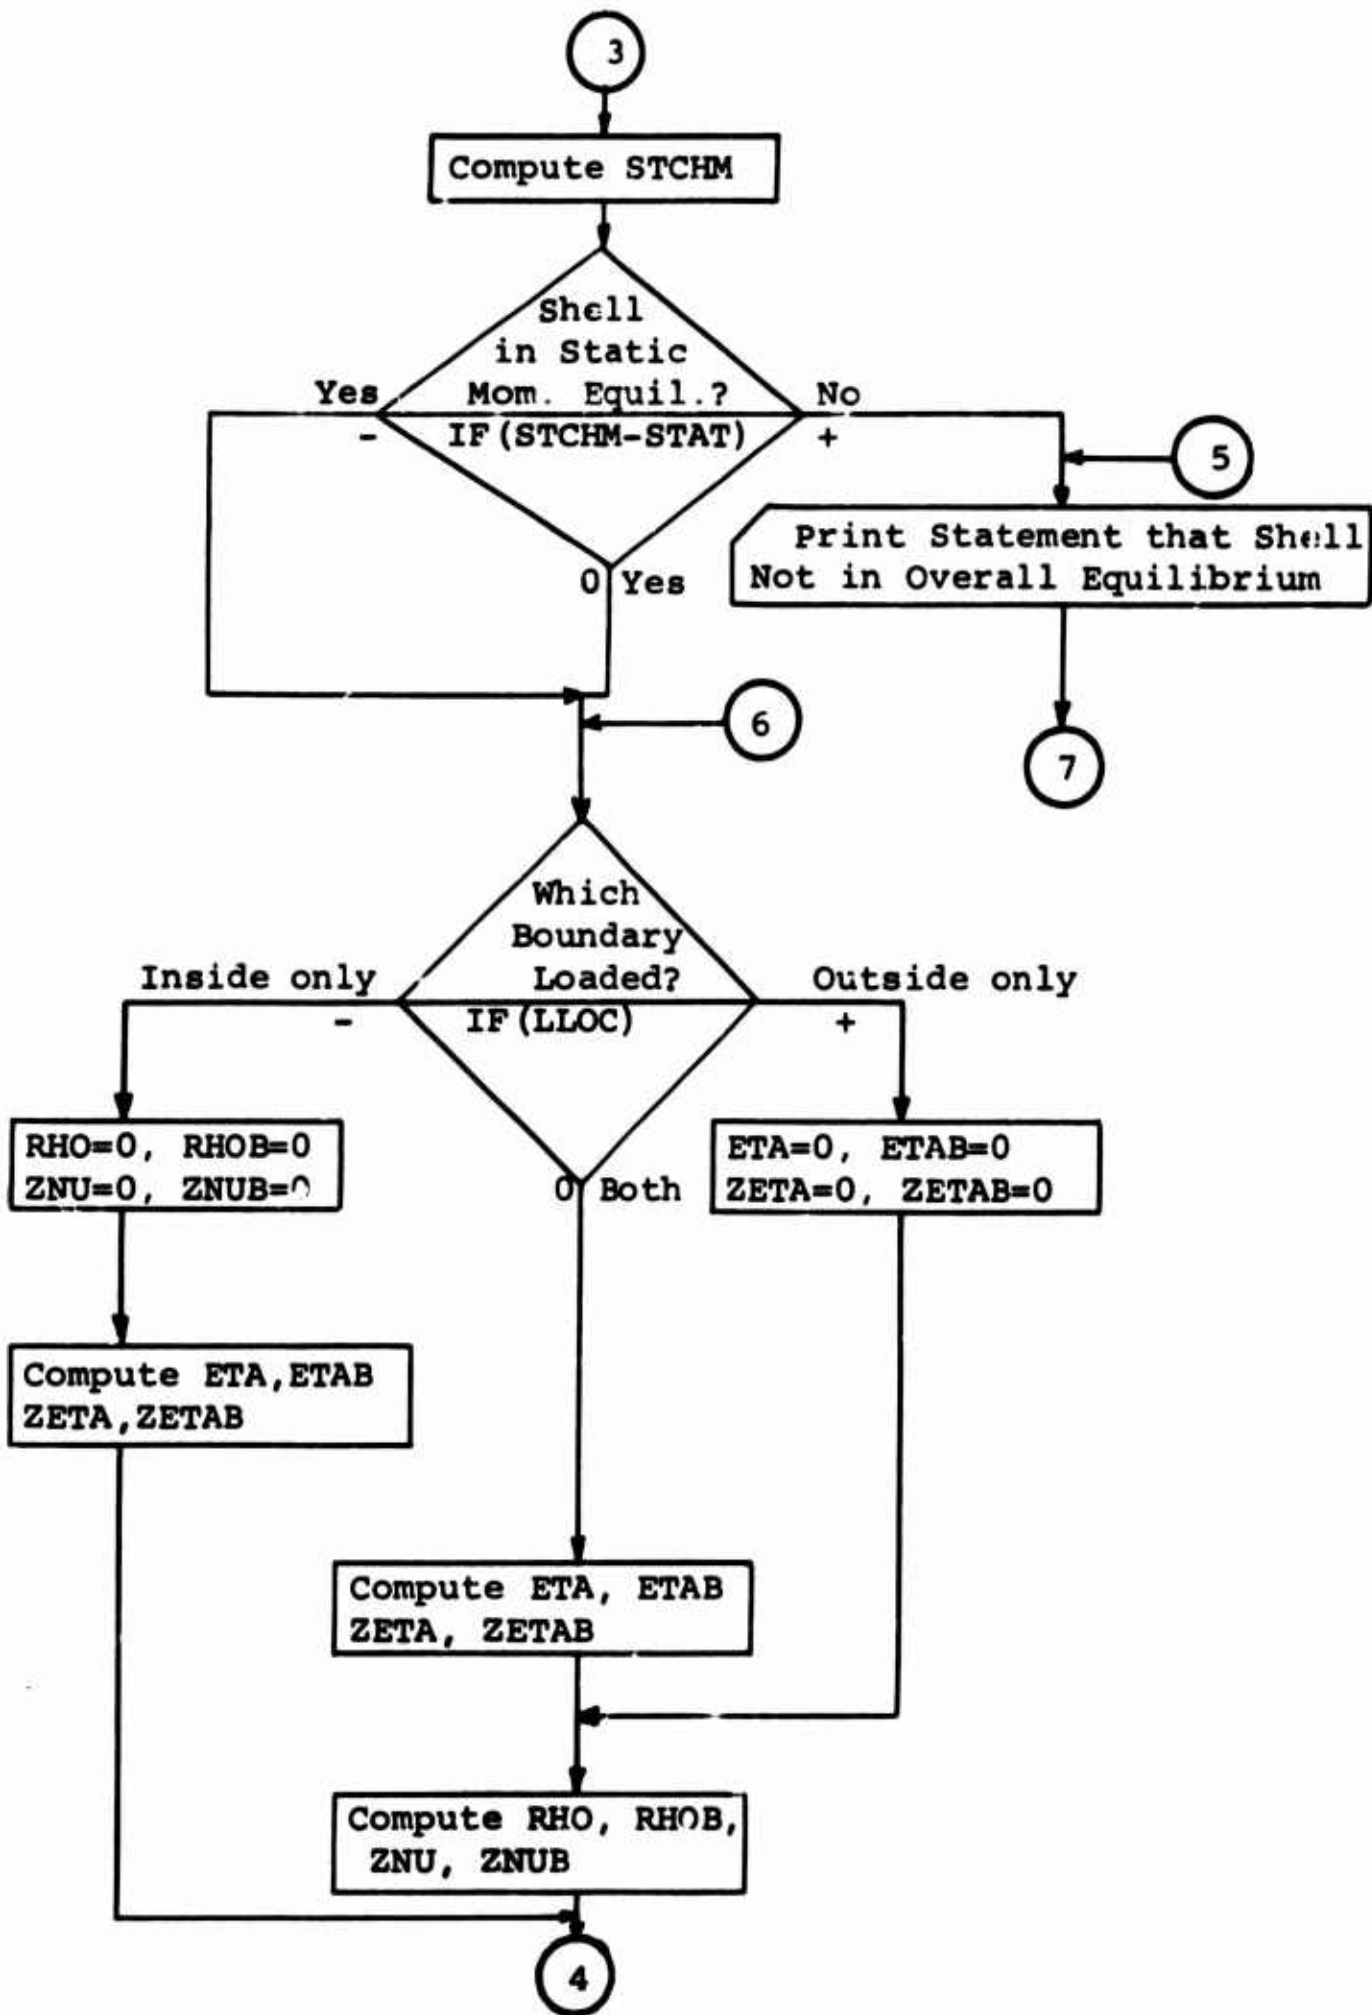 3
Compute STCHM
Shell
in Static
Mom. Equil.?
Yes
No
-
IF(STCHM-STAT)
+
5
Print Statement that Shell
Not in Overall Equilibrium
0 Yes
6
7
Which
Boundary
Loaded?
Inside only
Outside only
-
IF(LLOC)
+
RHO=0, RHOB=0
ZNU=0, ZNUB=0
ETA=0, ETAB=0
ZETA=0, ZETAB=0
0 Both
Compute ETA,ETAB
ZETA,ZETAB
Compute ETA, ETAB
ZETA, ZETAB
Compute RHO, RHOB,
ZNU, ZNUB
4